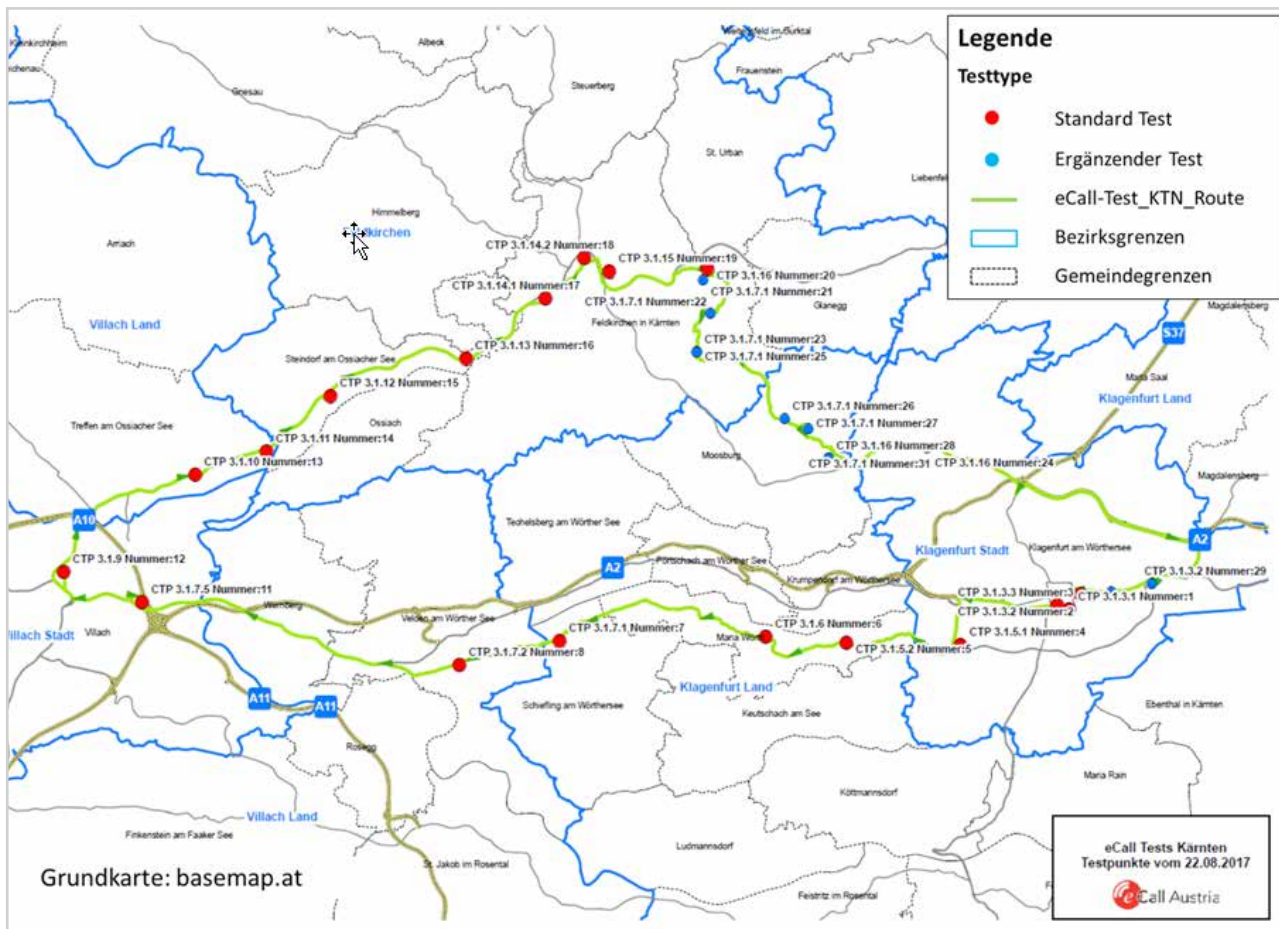 Kleinkirchheim
Albeck
Weitensfeld im Gurktal
ichenau
Gnesau
Steuerberg
Frauenstein
St. Urban
Liebenfel
Himmelberg
kirchen
Arriach
CTP 3.1.14.2 Nummer:18
CTP 3.1.15 Nummer:19
CTP 3.1.16 Nummer:20
CTP 3.1.14.1 Nummer:17
CTP 3.1.7.1 Nummer:21
CTP 3.1.7.1 Nummer:22
Glanegg
Magdalensberg
Villach Land
Feldkirchen in Kärnten
S37
CTP 3.1.7.1 Nummer:23
CTP 3.1.13 Nummer:16
CTP 3.1.7.1 Nummer:25
Steindorf am Ossiacher See
Maria Saal
CTP 3.1.12 Nummer:15
Klagenfurt Land
CTP 3.1.7.1 Nummer:26
Ossiach
Treffen am Ossiacher See
CTP 3.1.7.1 Nummer:27
CTP 3.1.11 Nummer:14
CTP 3.1.16 Nummer:28
Moosburg
CTP 3.1.10 Nummer:13
CTP 3.1.7.1 Nummer:31
CTP 3.1.16 Nummer:24
Magdalensberg
A10
Techelsberg am Wörther See
A2
Klagenfurt Stadt
Klagenfurt am Wörthersee
CTP 3.1.9 Nummer:12
Pörtschach am Wörther See
A2
Krumpendorf am Wörthersee
CTP 3.1.3.2 Nummer:29
CTP 3.1.7.5 Nummer:11
CTP 3.1.3.3 Nummer:3
CTP 3.1.3.1 Nummer:1
Wernberg
CTP 3.1.3.2 Nummer:2
Velden am Wörther See
Villach Stadt
Villach
CTP 3.1.7.1 Nummer:7
CTP 3.1.6 Nummer:6
CTP 3.1.5.1 Nummer:4
Maria Wörth
CTP 3.1.7.2 Nummer:8
CTP 3.1.5.2 Nummer:5
Klagenfurt Land
A11
A11
Schiefling am Wörthersee
Keutschach am See
Ebenthal in Kärnten
Rosegg
Maria Rain
Köttmannsdorf
Villach Land
Finkenstein am Faaker See
Ludmannsdorf
St. Jakob im Rosental
Feistritz im Rosental
Grundkarte: basemap.at
Legende
Testtype
Standard Test
Ergänzender Test
eCall-Test_KTN_Route
Bezirksgrenzen
Gemeindegrenzen
eCall Tests Kärnten
Testpunkte vom 22.08.2017
eCall Austria